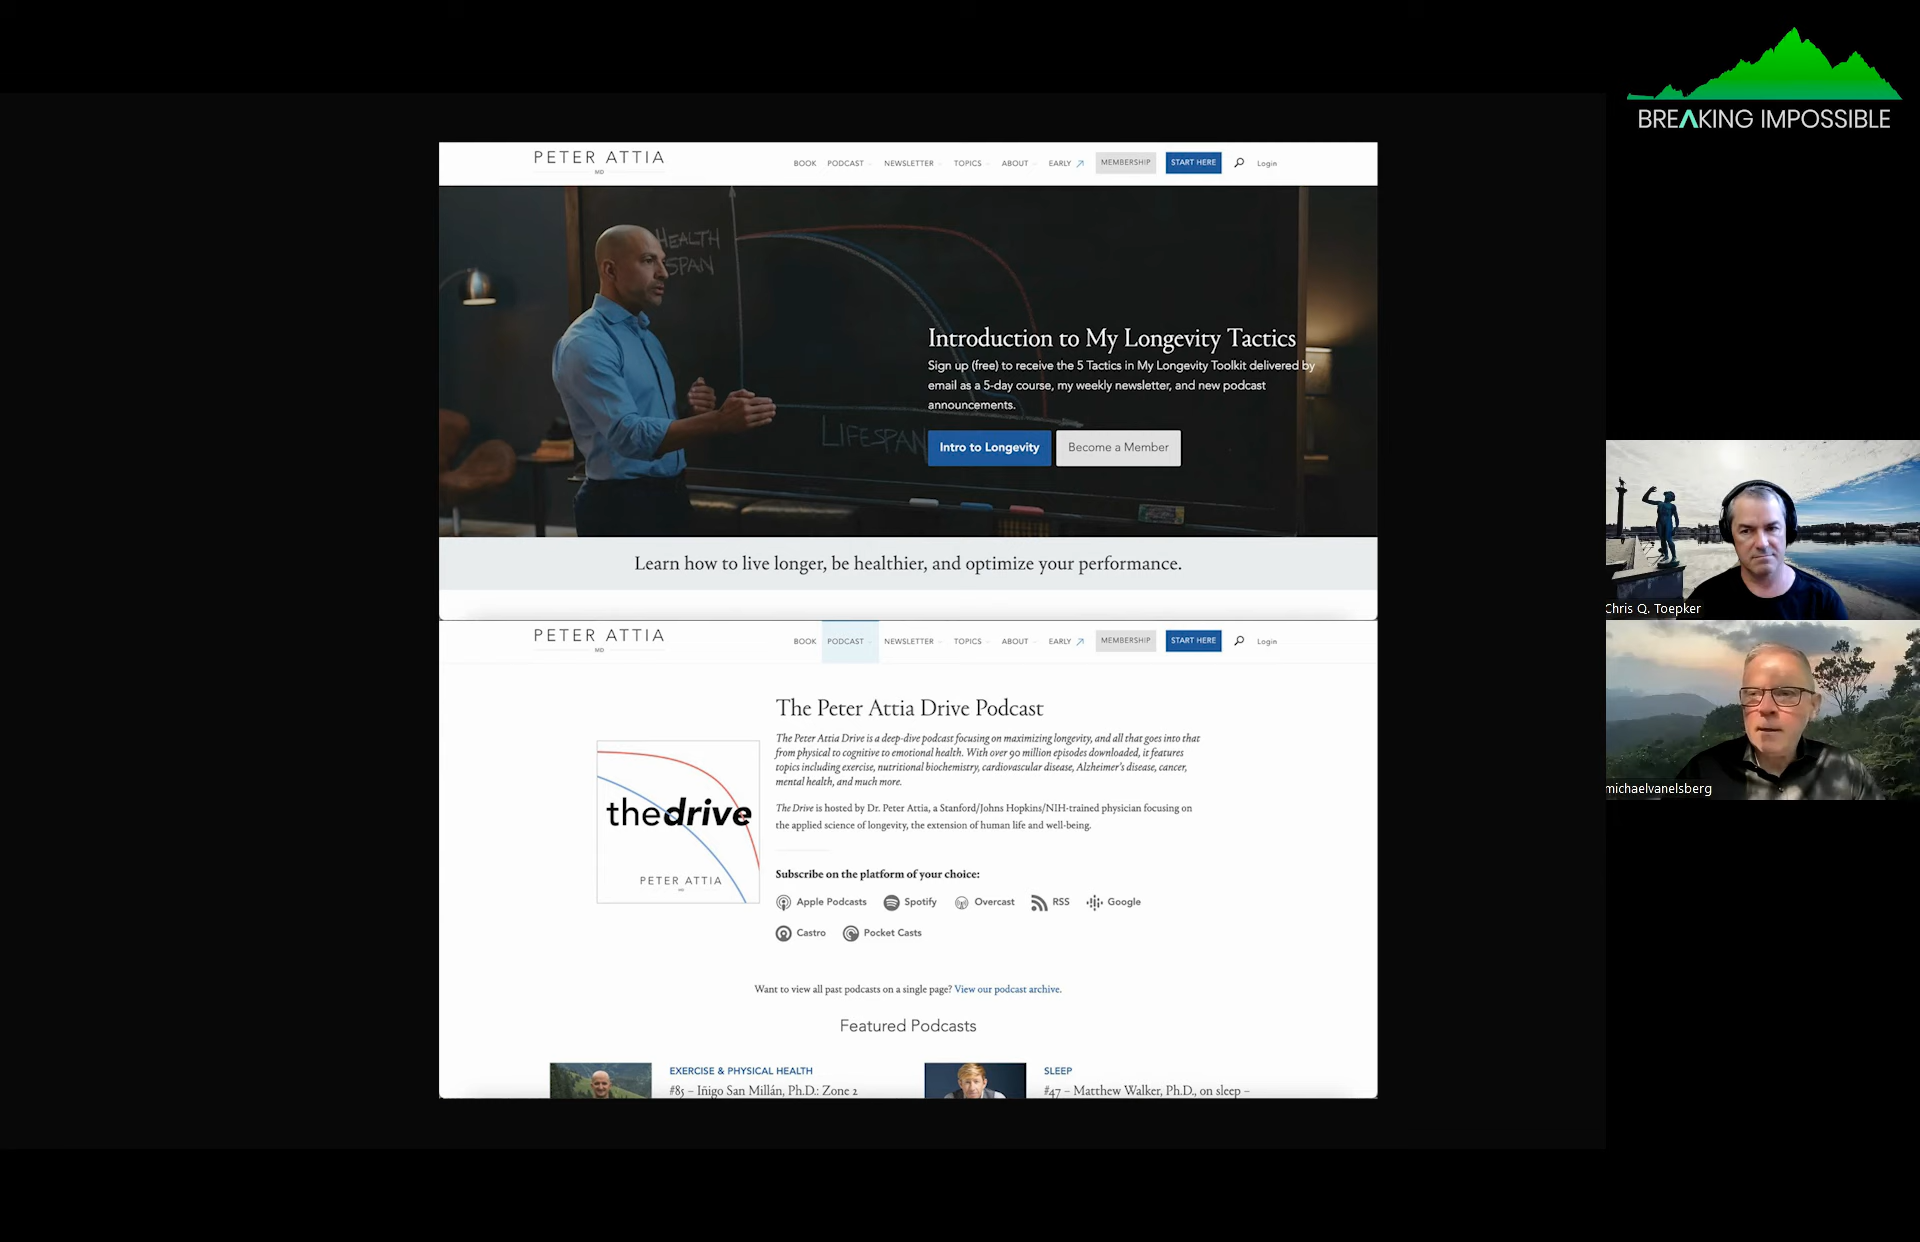 BREAKING IMPOSSIBLE
PETER ATTIA
MD
BOOK PODCAST NEWSLETTER TOPICS ABOUT EARLY MEMBERSHIP START HERE Login
HEALTH
SPAN
LIFESPAN
Introduction to My Longevity Tactics
Sign up (free) to receive the 5 Tactics in My Longevity Toolkit delivered by
email as a 5-day course, my weekly newsletter, and new podcast
announcements.
Intro to Longevity Become a Member
Learn how to live longer, be healthier, and optimize your performance.
PETER ATTIA
MD
BOOK PODCAST NEWSLETTER TOPICS ABOUT EARLY MEMBERSHIP START HERE Login
The Peter Attia Drive Podcast
The Peter Attia Drive is a deep-dive podcast focusing on maximizing longevity, and all that goes into that
from physical to cognitive to emotional health. With over 90 million episodes downloaded, it features
topics including exercise, nutritional biochemistry, cardiovascular disease, Alzheimer's disease, cancer,
mental health, and much more.
The Drive is hosted by Dr. Peter Attia, a Stanford/Johns Hopkins/NIH-trained physician focusing on
the applied science of longevity, the extension of human life and well-being.
thedrive
PETER ATTIA
MD
Subscribe on the platform of your choice:
Apple Podcasts Spotify Overcast RSS Google
Castro Pocket Casts
Want to view all past podcasts on a single page? View our podcast archive.
Featured Podcasts
EXERCISE & PHYSICAL HEALTH
#85 – Iñigo San Millán, Ph.D.: Zone 2
SLEEP
#47 – Matthew Walker, Ph.D., on sleep –
Chris Q. Toepker
michaelvanelsberg